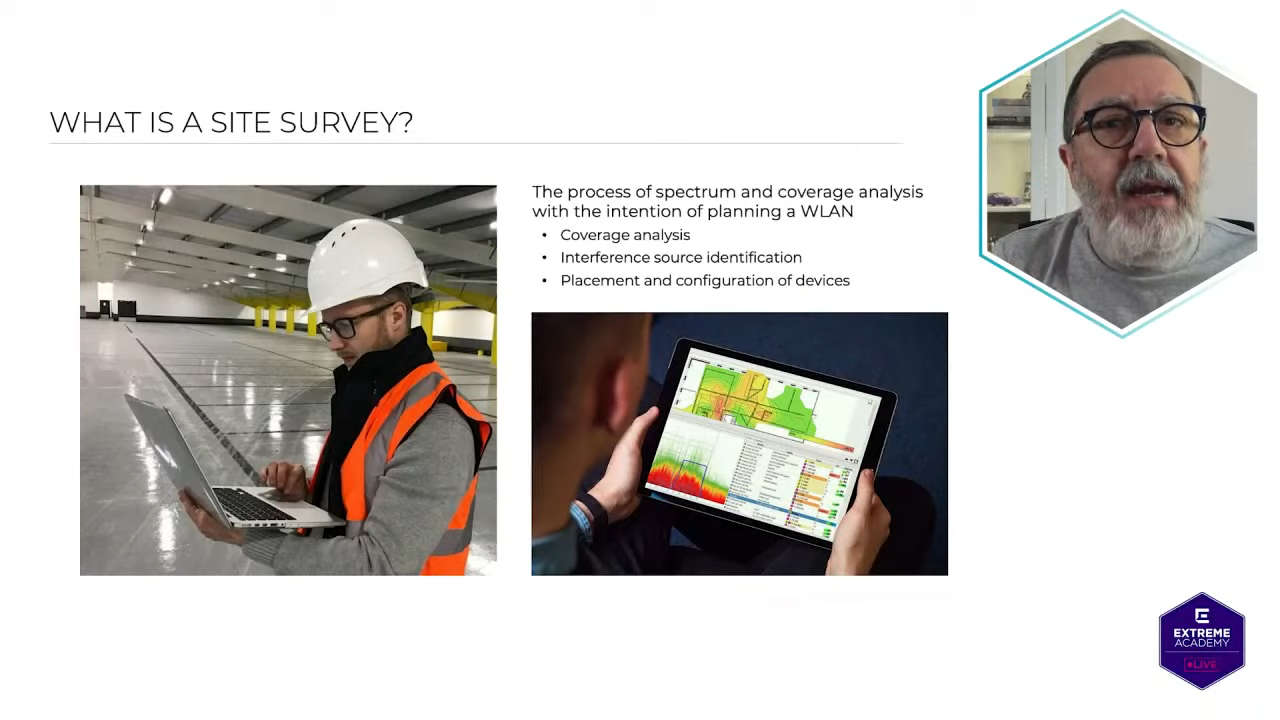 WHAT IS A SITE SURVEY?
The process of spectrum and coverage analysis
with the intention of planning a WLAN
• Coverage analysis
• Interference source identification
• Placement and configuration of devices
EXTREME
ACADEMY
LIVE